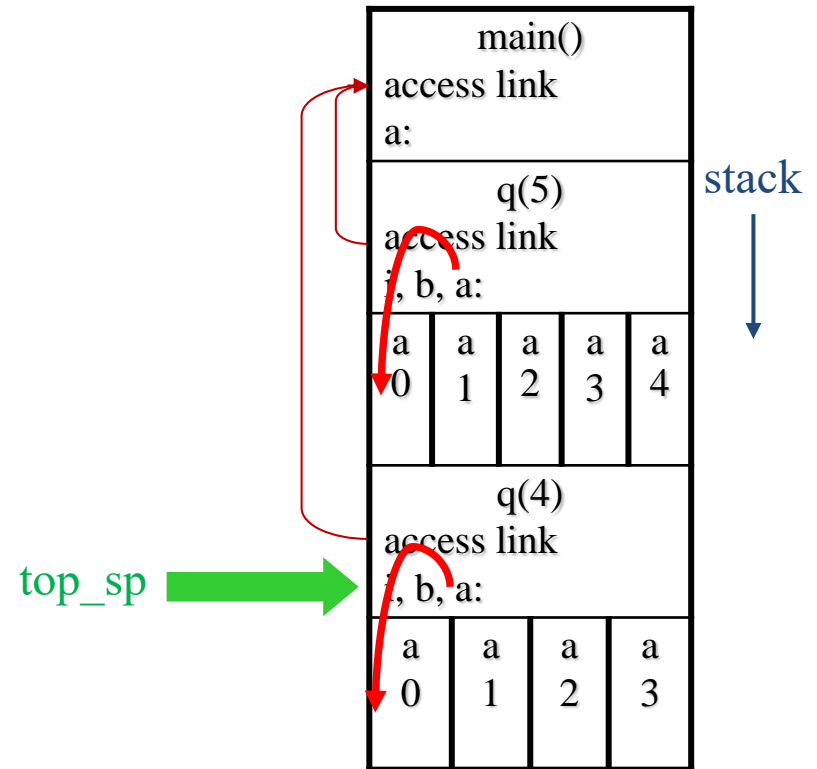 main()
access link
a:
stack
q(5)
access link
i, b, a:
a a a a a
0 1 2 3 4
q(4)
access link
top_sp
i, b, a:
a a a a
0 1 2 3